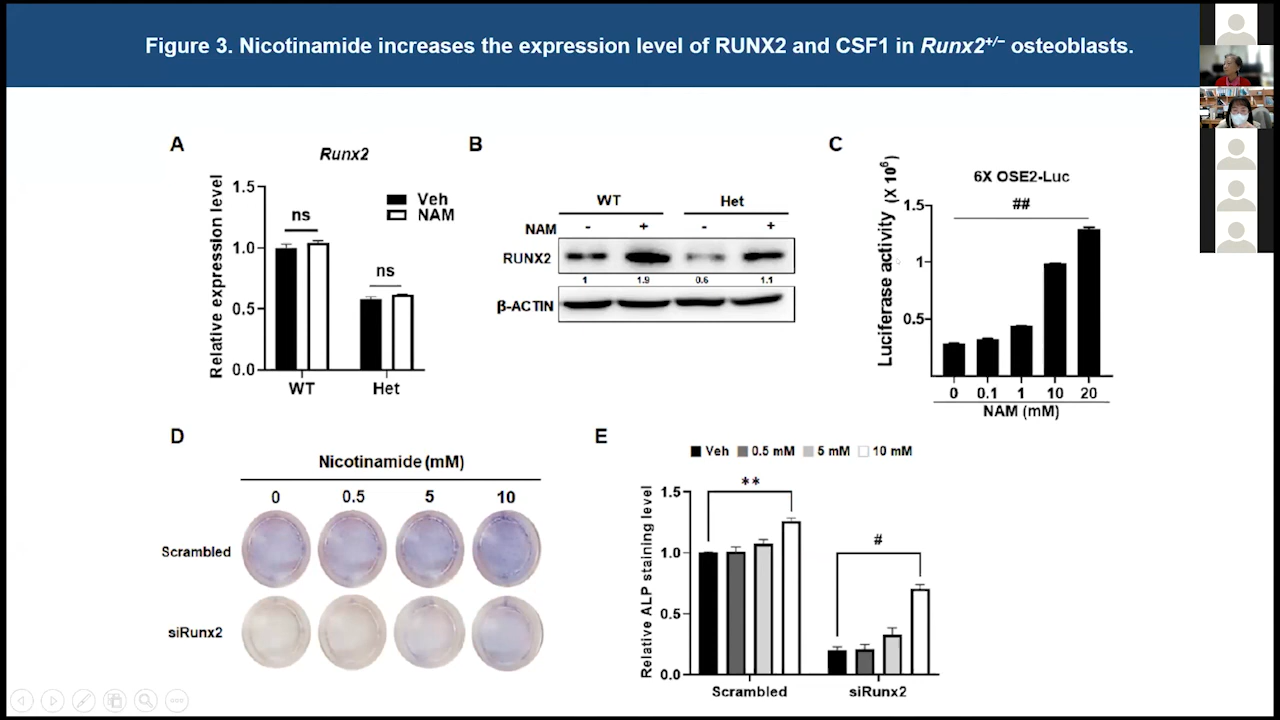 Figure 3. Nicotinamide increases the expression level of RUNX2 and CSF1 in Runx2+/− osteoblasts.
A
Runx2
Relative expression level
1.5
1.0
0.5
0.0
ns
ns
Veh
NAM
WT
Het
B
WT Het
NAM - + - +
RUNX2
1 1.9 0.6 1.1
β-ACTIN
C
6X OSE2-Luc
Luciferase activity (X 10⁶)
1.5
1
0.5
##
0 0.1 1 10 20
NAM (mM)
D
Nicotinamide (mM)
0 0.5 5 10
Scrambled
siRunx2
E
Veh 0.5 mM 5 mM 10 mM
Relative ALP staining level
1.5
1.0
0.5
0.0
**
#
Scrambled
siRunx2